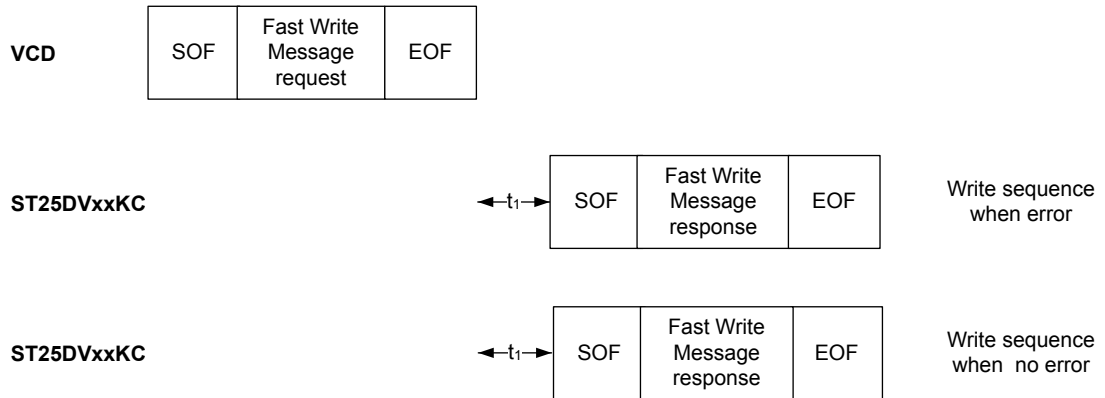 VCD
SOF
Fast Write
Message
request
EOF
ST25DVxxKC
t1
SOF
Fast Write
Message
response
EOF
Write sequence
when error
ST25DVxxKC
t1
SOF
Fast Write
Message
response
EOF
Write sequence
when no error